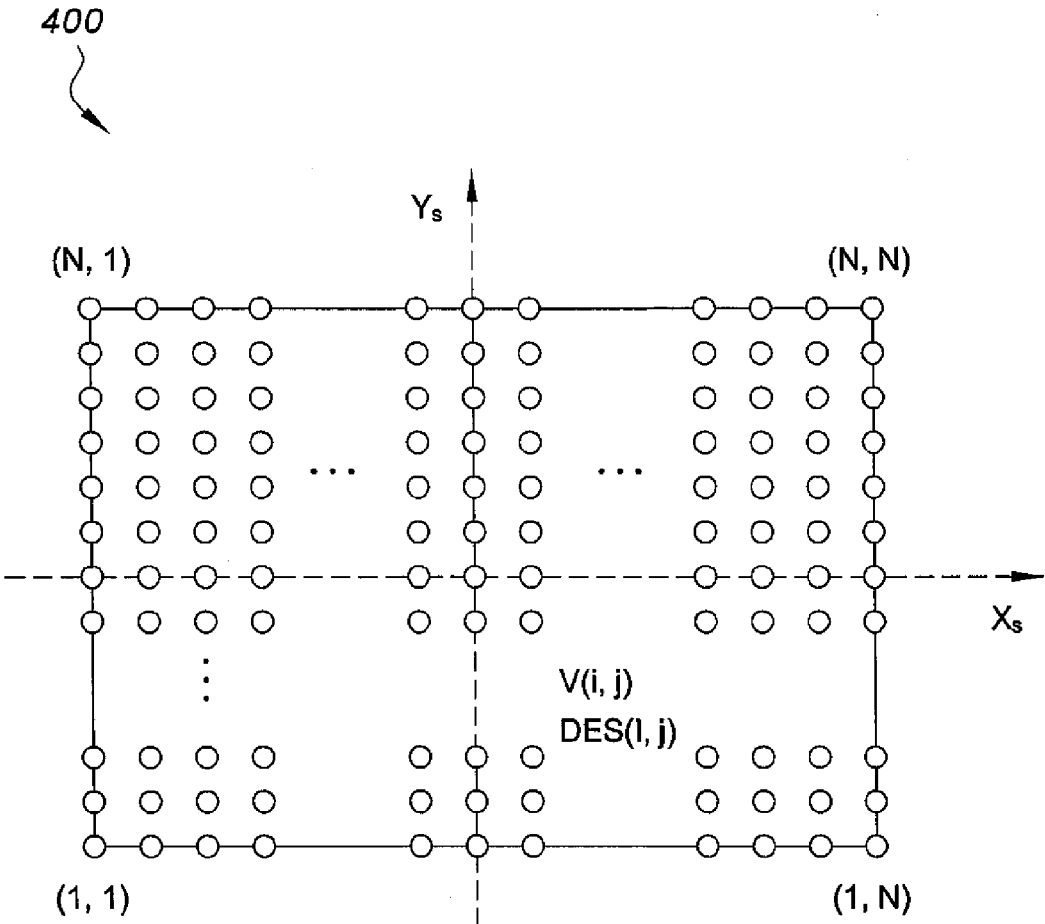 400
Yₛ
(N, 1)
(N, N)
... ...
Xₛ
V(i, j)
DES(I, j)
(1, 1)
(1, N)